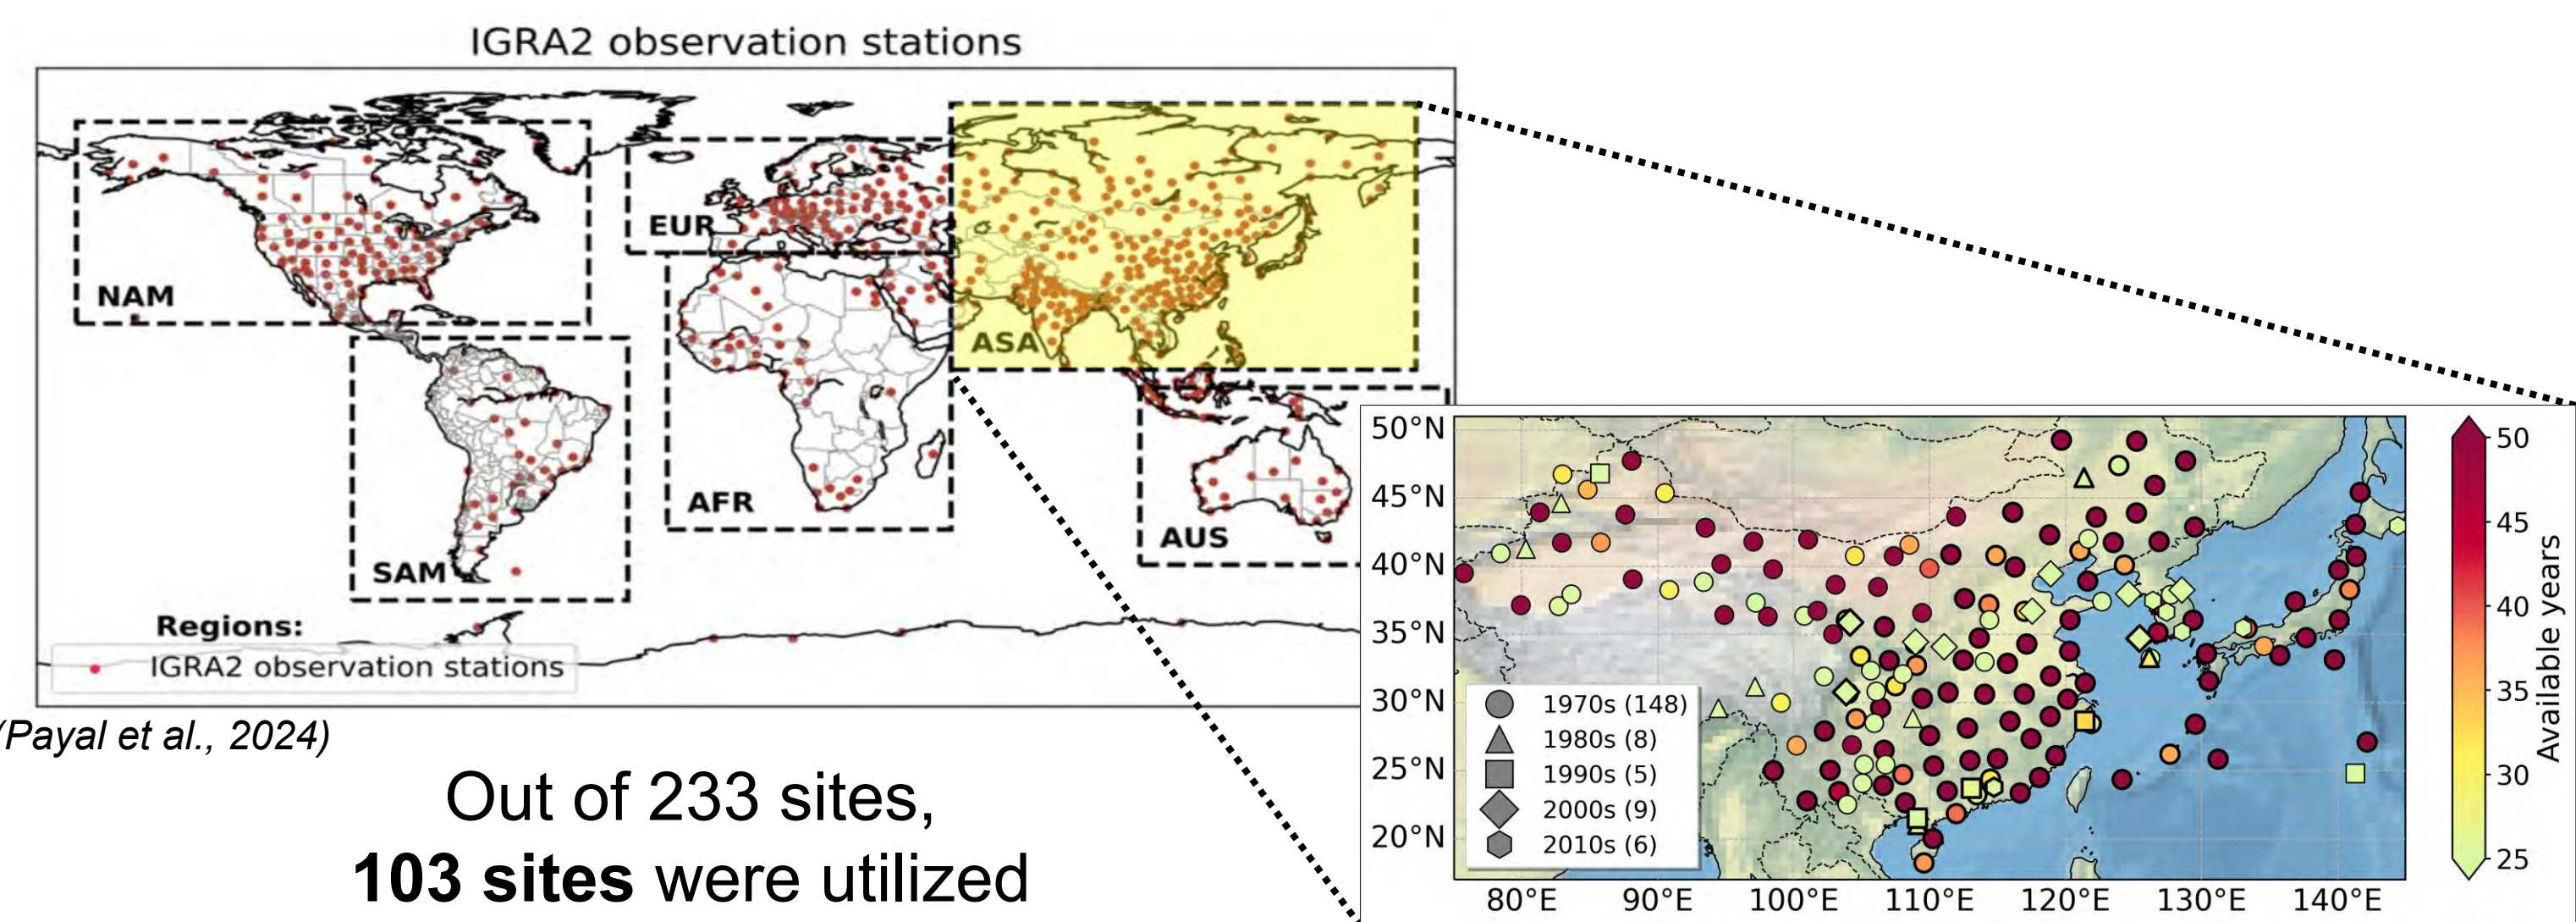 IGRA2 observation stations
NAM
EUR
ASA
SAM
AFR
AUS
Regions:
IGRA2 observation stations
(Payal et al., 2024)
Out of 233 sites,
103 sites were utilized
50°N
45°N
40°N
35°N
30°N
25°N
20°N
1970s (148)
1980s (8)
1990s (5)
2000s (9)
2010s (6)
80°E 90°E 100°E 110°E 120°E 130°E 140°E
50
45
40
35
30
25
Available years